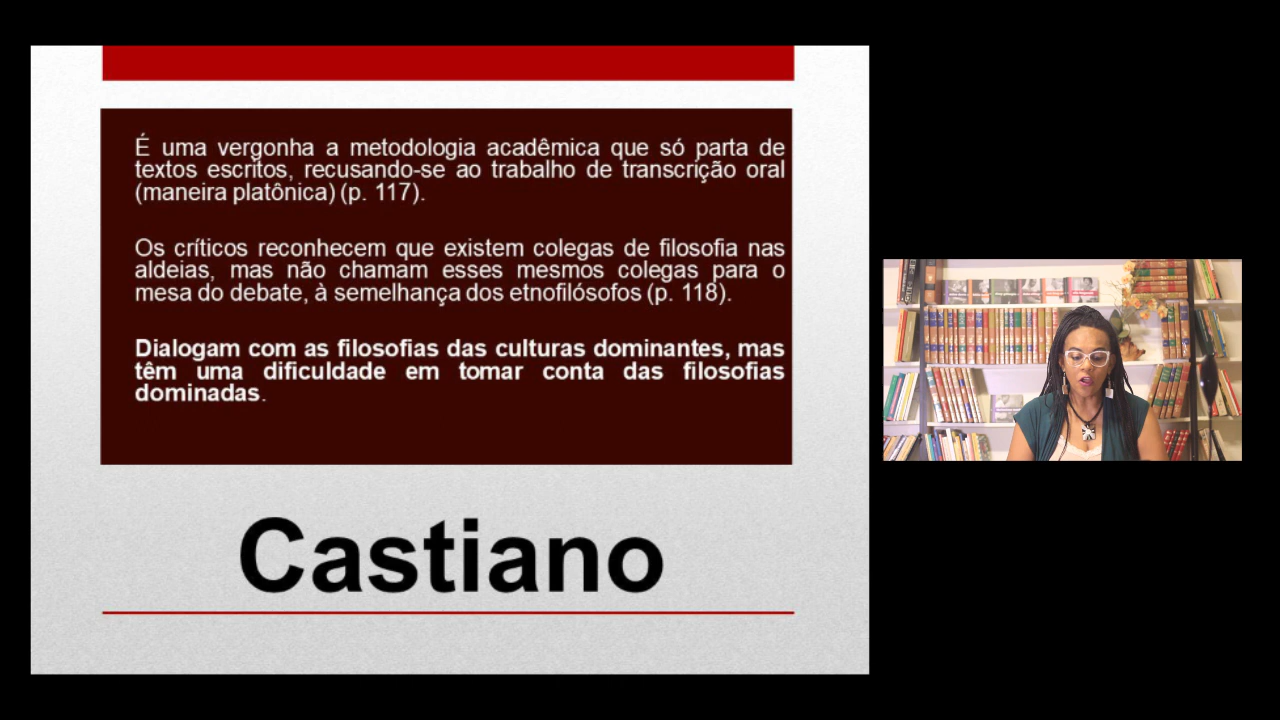 É uma vergonha a metodologia acadêmica que só parta de
textos escritos, recusando-se ao trabalho de transcrição oral
(maneira platônica) (p. 117).
Os críticos reconhecem que existem colegas de filosofia nas
aldeias, mas não chamam esses mesmos colegas para o
mesa do debate, à semelhança dos etnofilósofos (p. 118).
Dialogam com as filosofias das culturas dominantes, mas
têm uma dificuldade em tomar conta das filosofias
dominadas.
Castiano